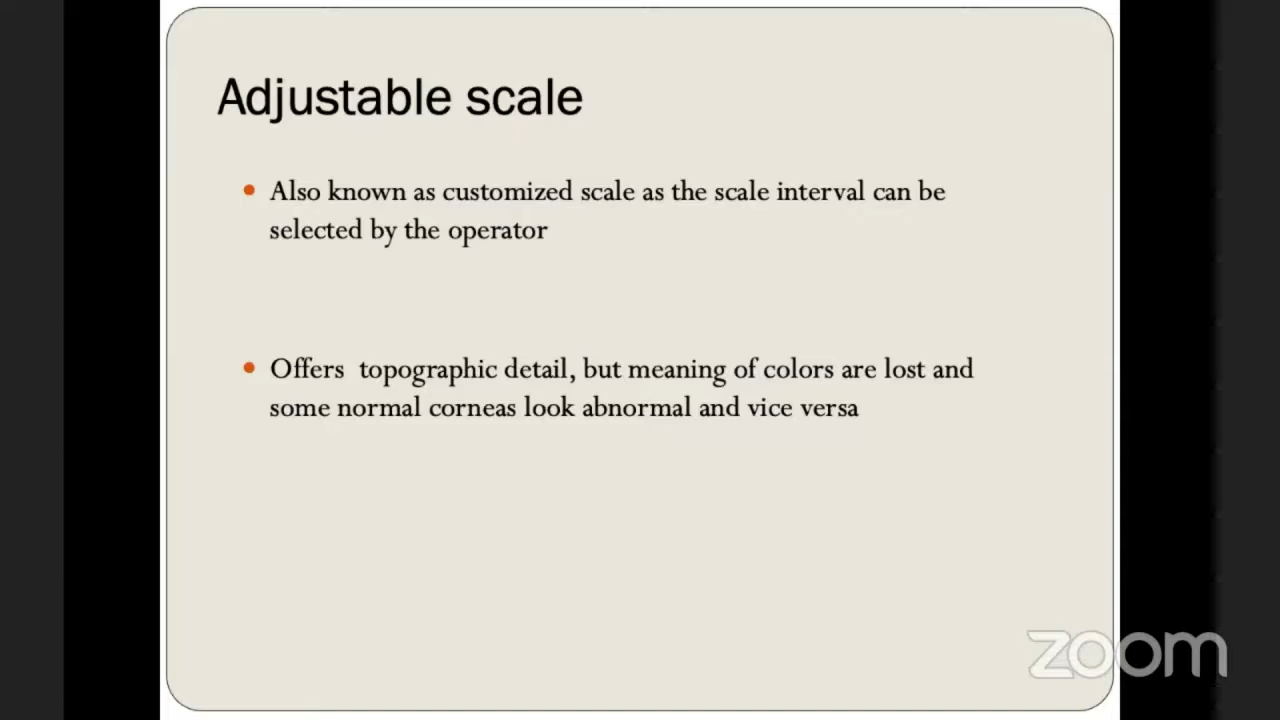 Adjustable scale
• Also known as customized scale as the scale interval can be
selected by the operator
• Offers  topographic detail, but meaning of colors are lost and
some normal corneas look abnormal and vice versa
zoom